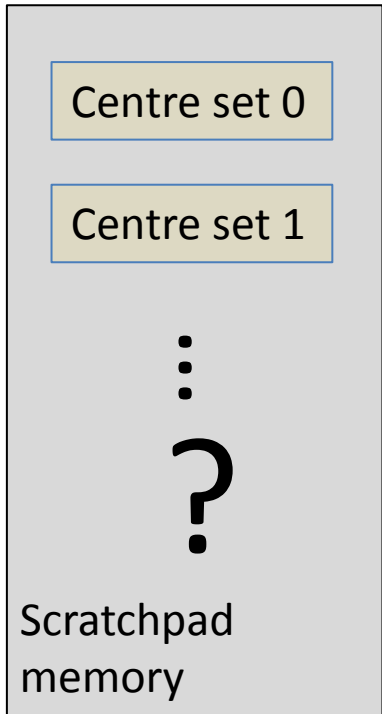 Centre set 0
Centre set 1
⋮
?
Scratchpad
memory